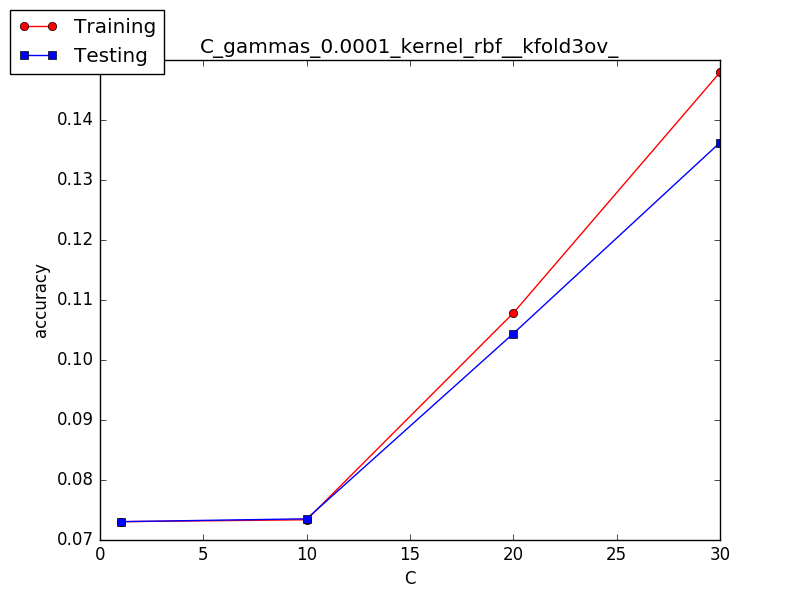 Training
Testing
C_gammas_0.0001_kernel_rbf__kfold3ov_
0.14
0.13
0.12
0.11
0.10
0.09
0.08
0.07
accuracy
0 5 10 15 20 25 30
C